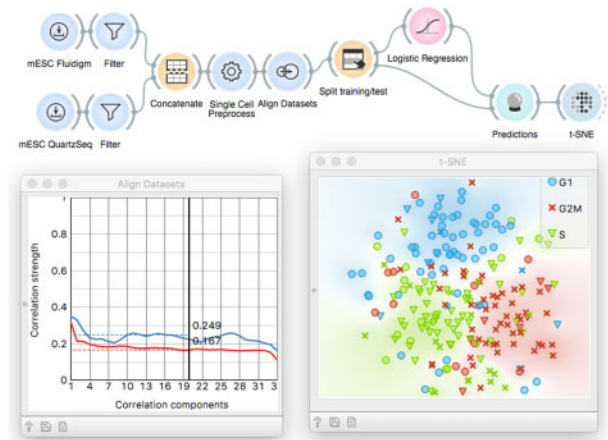 mESC Fluidigm
Filter
Concatenate
Single Cell
Preprocess
Align Datasets
Split training/test
Logistic Regression
Predictions
t-SNE
mESC QuartzSeq
Filter
Align Datasets
1
0.8
0.6
0.4
0.2
0
Correlation strength
0.249
0.167
1 4 7 10 13 16 19 22 25 28 31 3
Correlation components
?
t-SNE
G1
G2M
S
?